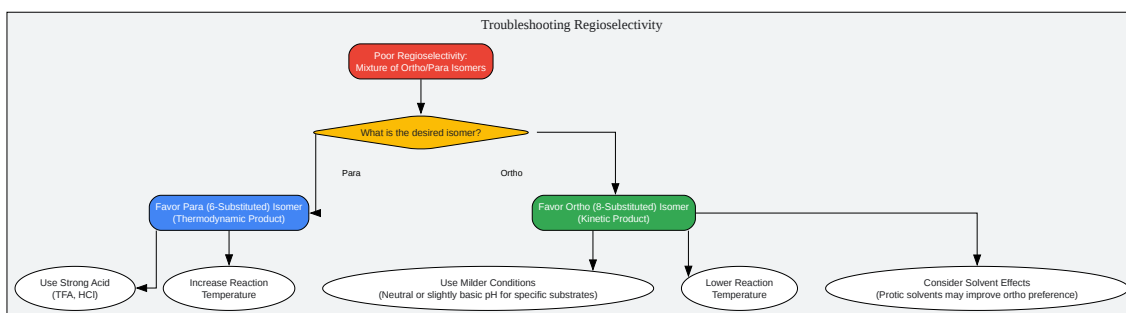 Troubleshooting Regioselectivity
Poor Regioselectivity:
Mixture of Ortho/Para Isomers
What is the desired isomer?
Para
Ortho
Favor Para (6-Substituted) Isomer
(Thermodynamic Product)
Favor Ortho (8-Substituted) Isomer
(Kinetic Product)
Use Strong Acid
(TFA, HCl)
Increase Reaction
Temperature
Use Milder Conditions
(Neutral or slightly basic pH for specific substrates)
Lower Reaction
Temperature
Consider Solvent Effects
(Protic solvents may improve ortho preference)